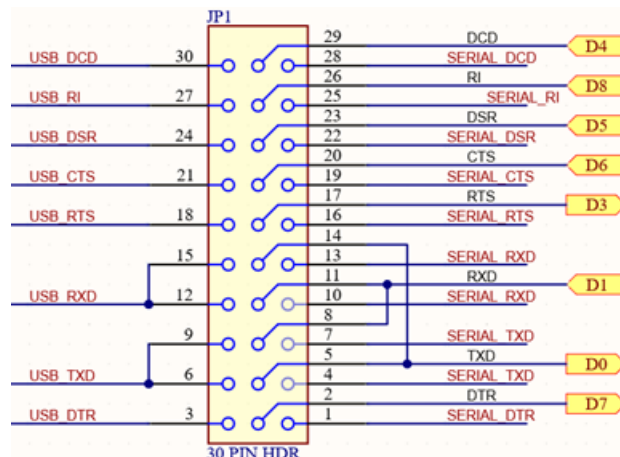 JP1
29 DCD D4
USB_DCD 30 28 SERIAL_DCD
26 RI D8
USB_RI 27 25 SERIAL_RI
23 DSR D5
USB_DSR 24 22 SERIAL_DSR
20 CTS D6
USB_CTS 21 19 SERIAL_CTS
17 RTS D3
USB_RTS 18 16 SERIAL_RTS
14
15 13 SERIAL_RXD
11 RXD D1
USB_RXD 12 10 SERIAL_RXD
8
9 7 SERIAL_TXD
5 TXD D0
USB_TXD 6 4 SERIAL_TXD
2 DTR D7
USB_DTR 3 1 SERIAL_DTR
30 PIN HDR